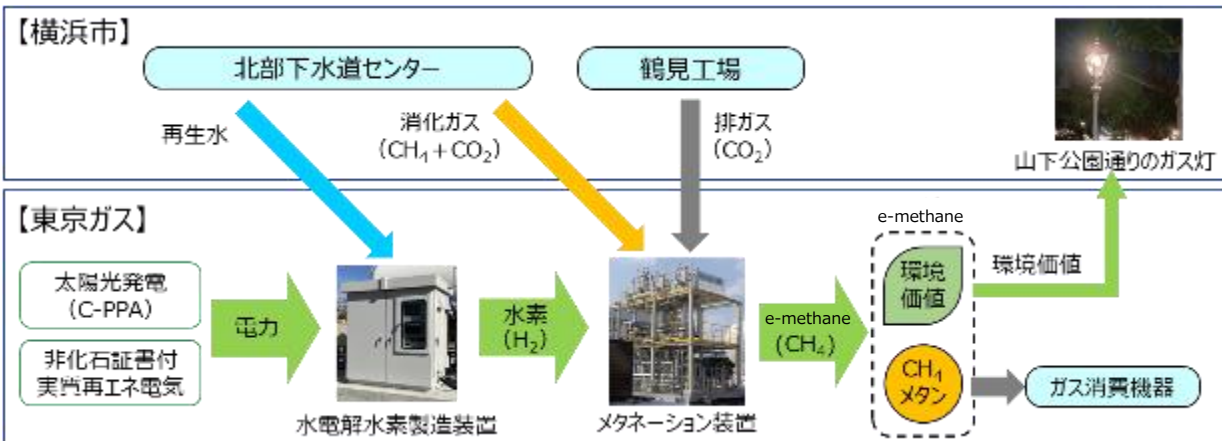 【横浜市】
北部下水道センター
鶴見工場
再生水
消化ガス
(CH₄+CO₂)
排ガス
(CO₂)
山下公園通りのガス灯
【東京ガス】
太陽光発電
(C-PPA)
非化石証書付
実質再エネ電気
電力
水電解水素製造装置
水素
(H₂)
メタネーション装置
e-methane
(CH₄)
e-methane
環境
価値
CH₄
メタン
環境価値
ガス消費機器